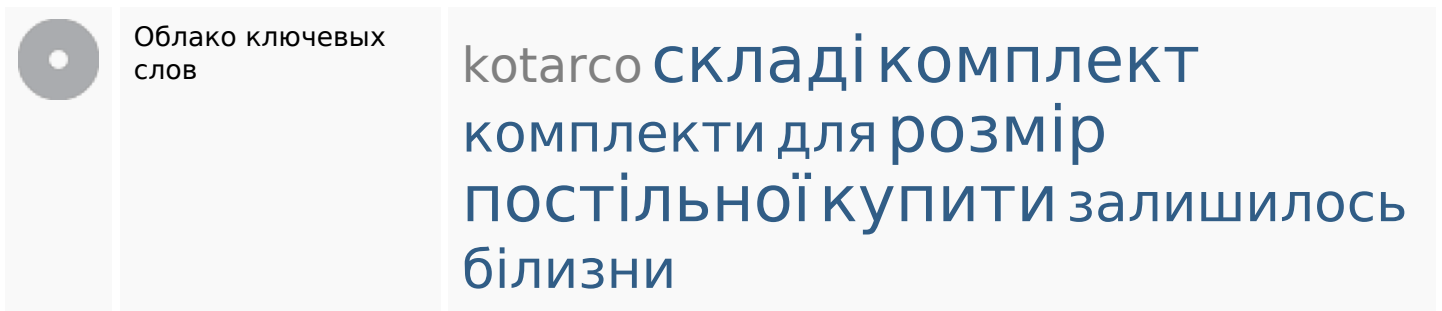 Облако ключевых
слов
kotarco складі комплект
комплекти для розмір
постільної купити залишилось
білизни